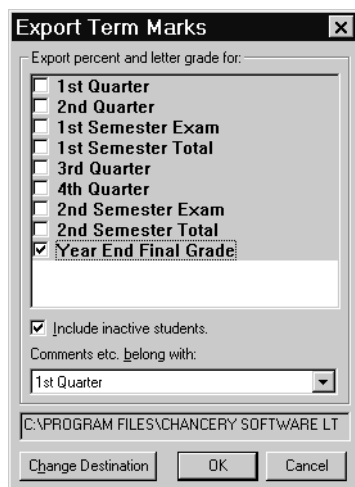 Export Term Marks
Export percent and letter grade for:
1st Quarter
2nd Quarter
1st Semester Exam
1st Semester Total
3rd Quarter
4th Quarter
2nd Semester Exam
2nd Semester Total
Year End Final Grade
Include inactive students.
Comments etc. belong with:
1st Quarter
C:\PROGRAM FILES\CHANCERY SOFTWARE LT
Change Destination OK Cancel